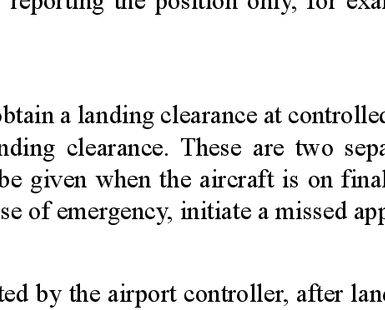 reporting the position only, for exa
obtain a landing clearance at controlled
nding clearance. These are two sepa
be given when the aircraft is on final
se of emergency, initiate a missed app
ted by the airport controller, after lan